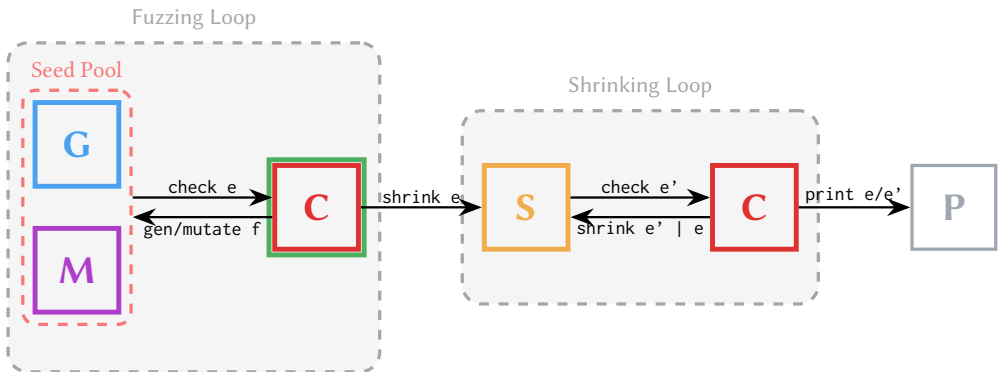 Fuzzing Loop
Seed Pool
G
M
check e
gen/mutate f
C
shrink e
Shrinking Loop
S
check e’
shrink e’ | e
C
print e/e’
P